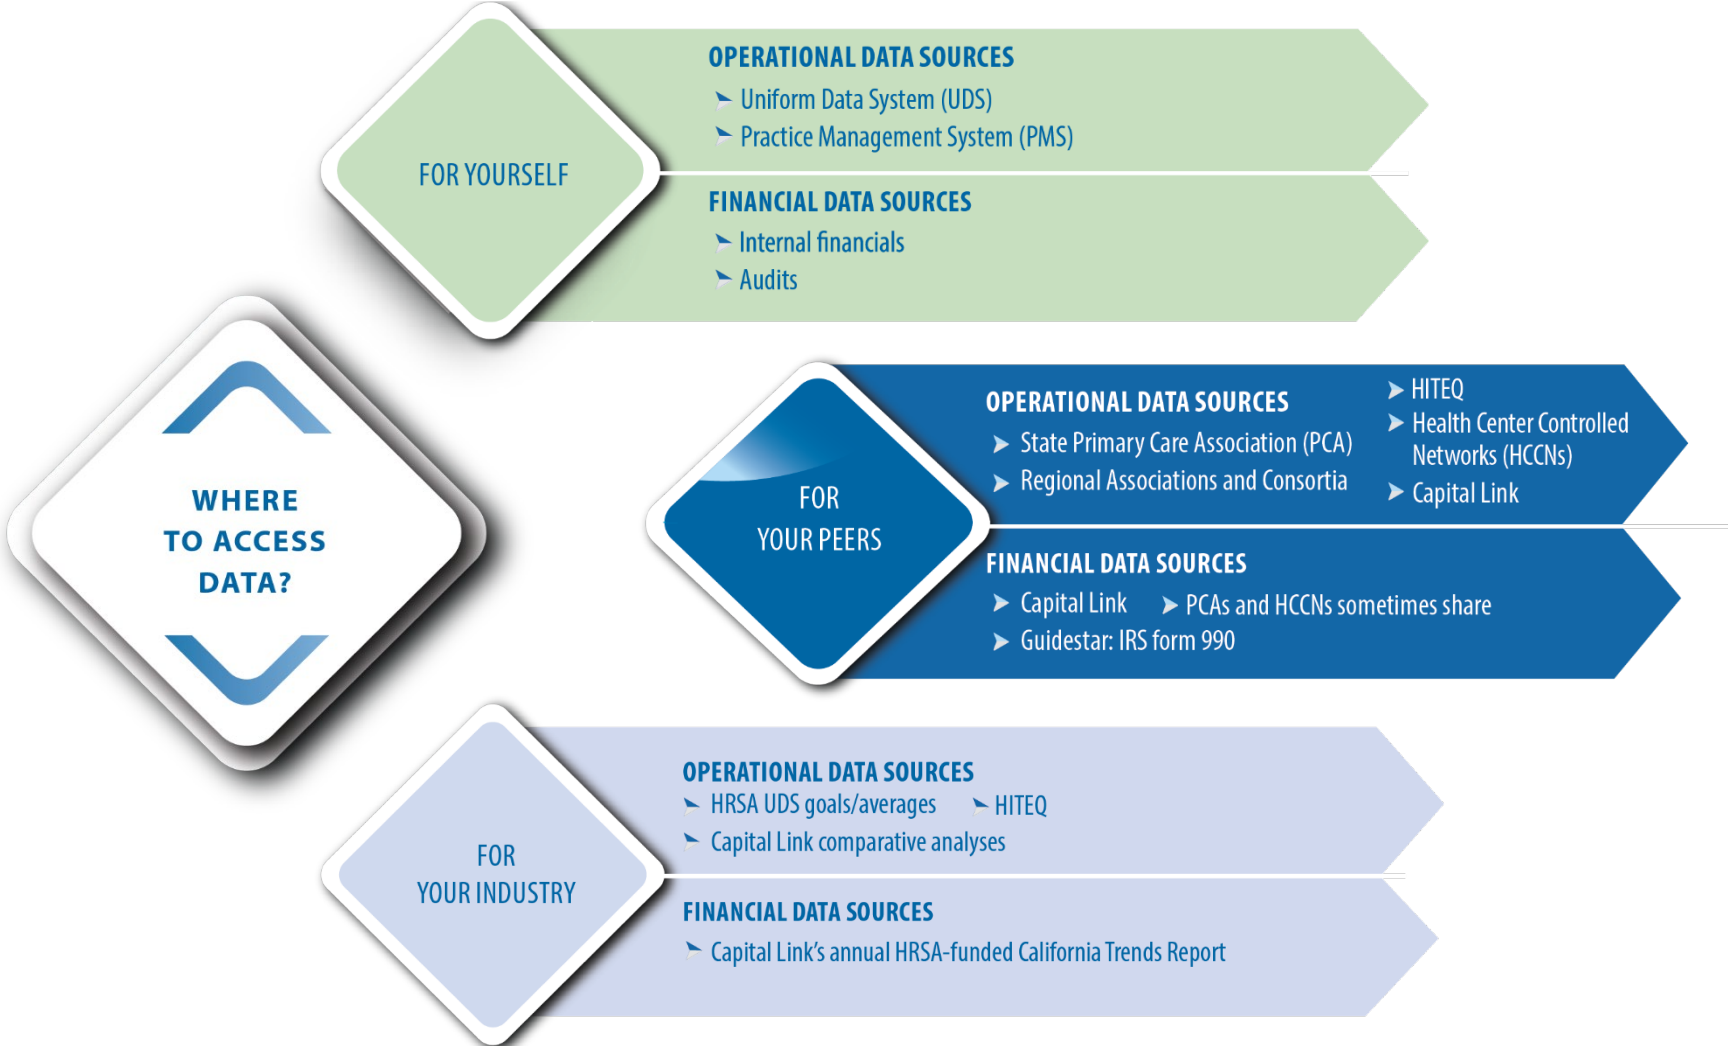 WHERE
TO ACCESS
DATA?
FOR YOURSELF
OPERATIONAL DATA SOURCES
Uniform Data System (UDS)
Practice Management System (PMS)
FINANCIAL DATA SOURCES
Internal financials
Audits
FOR
YOUR PEERS
OPERATIONAL DATA SOURCES
State Primary Care Association (PCA)
Regional Associations and Consortia
HITEQ
Health Center Controlled
Networks (HCCNs)
Capital Link
FINANCIAL DATA SOURCES
Capital Link
PCAs and HCCNs sometimes share
Guidestar: IRS form 990
FOR
YOUR INDUSTRY
OPERATIONAL DATA SOURCES
HRSA UDS goals/averages
HITEQ
Capital Link comparative analyses
FINANCIAL DATA SOURCES
Capital Link’s annual HRSA-funded California Trends Report